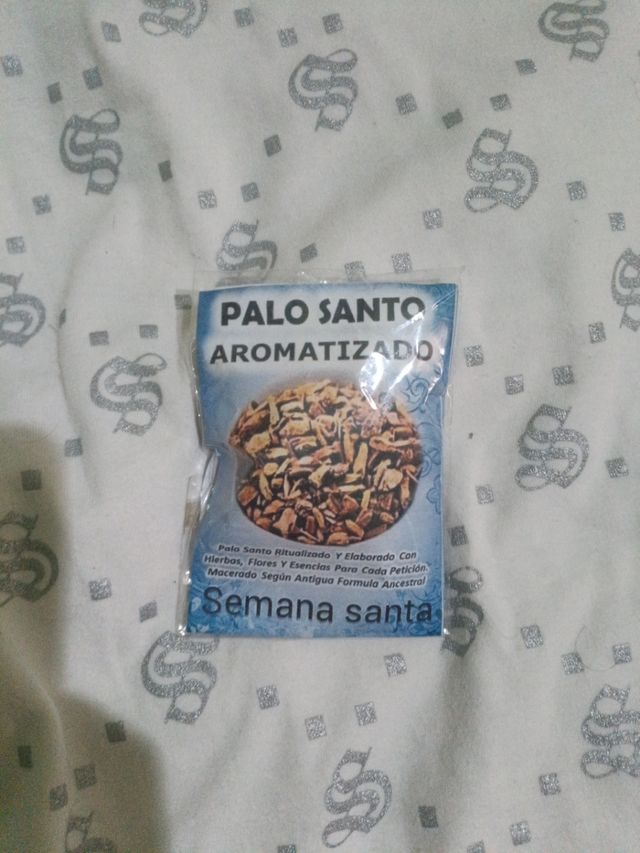 PALO SANTO
AROMATIZADO
Palo Santo Ritualizado Y Elaborado Con
Hierbas, Flores Y Esencias Para Cada Petición.
Macerado Según Antigua Formula Ancestral
Semana santa